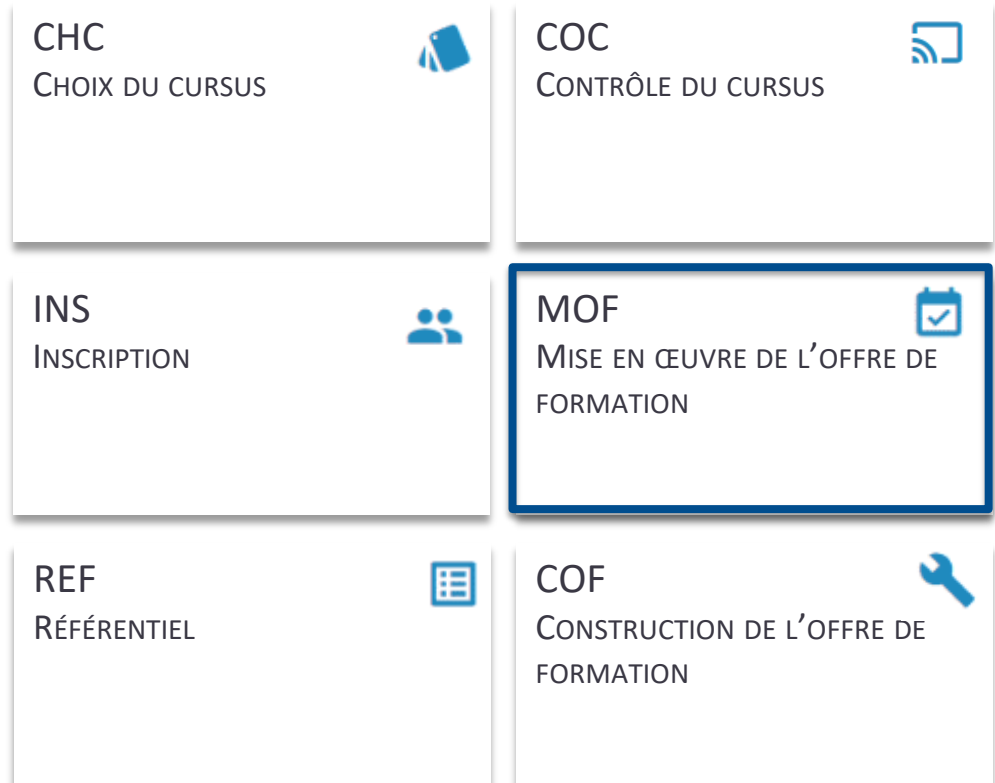 CHC
CHOIX DU CURSUS
COC
CONTRÔLE DU CURSUS
INS
INSCRIPTION
MOF
MISE EN ŒUVRE DE L’OFFRE DE
FORMATION
REF
RÉFÉRENTIEL
COF
CONSTRUCTION DE L’OFFRE DE
FORMATION